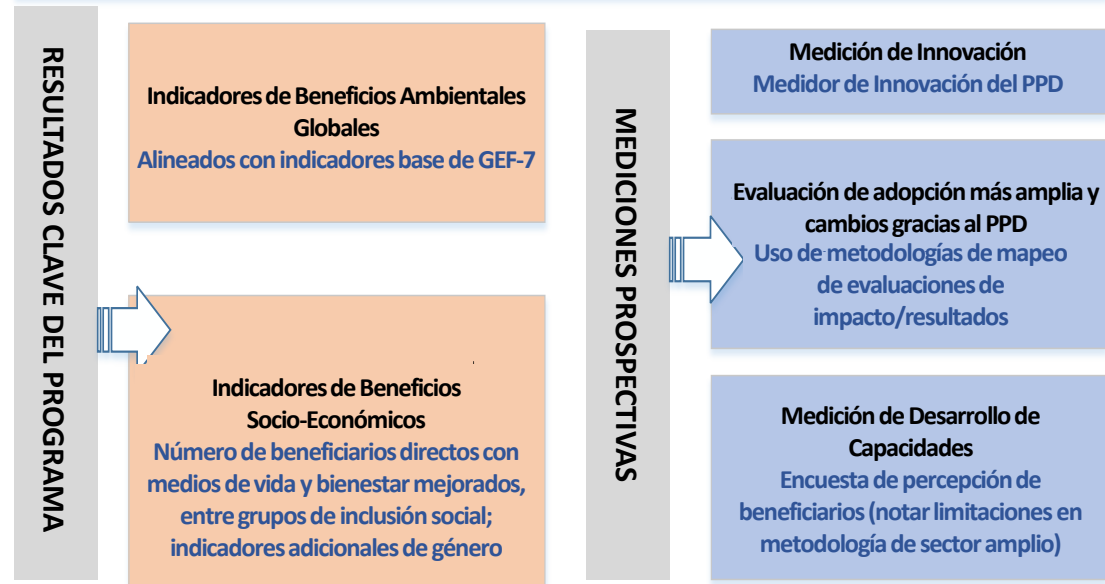 RESULTADOS CLAVE DEL PROGRAMA
Indicadores de Beneficios Ambientales
Globales
Alineados con indicadores base de GEF-7
Indicadores de Beneficios
Socio-Económicos
Número de beneficiarios directos con
medios de vida y bienestar mejorados,
entre grupos de inclusión social;
indicadores adicionales de género
MEDICIONES PROSPECTIVAS
Medición de Innovación
Medidor de Innovación del PPD
Evaluación de adopción más amplia y
cambios gracias al PPD
Uso de metodologías de mapeo
de evaluaciones de
impacto/resultados
Medición de Desarrollo de
Capacidades
Encuesta de percepción de
beneficiarios (notar limitaciones en
metodología de sector amplio)